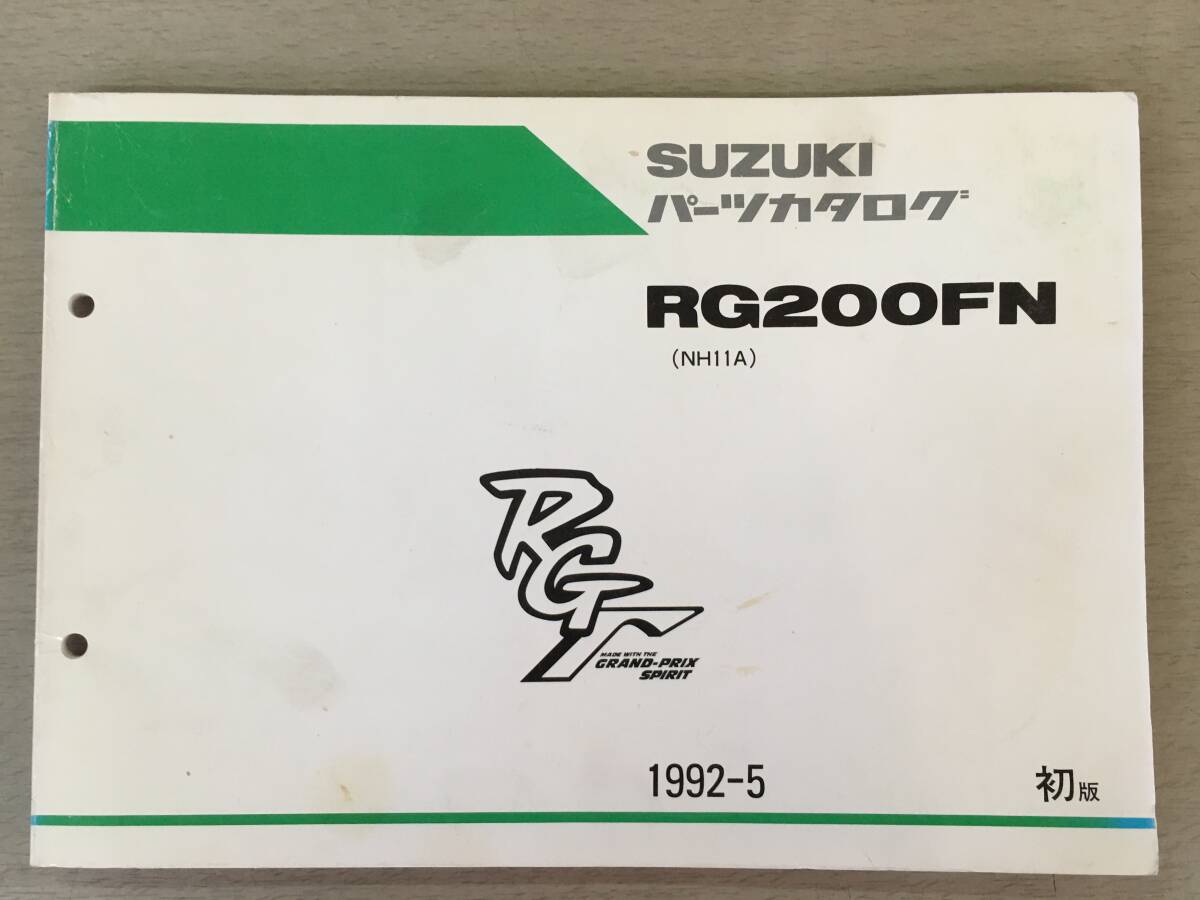 SUZUKI
パーツカタログ
RG200FN
(NH11A)
RGΓ
MADE WITH THE
GRAND-PRIX
SPIRIT
1992-5
初版